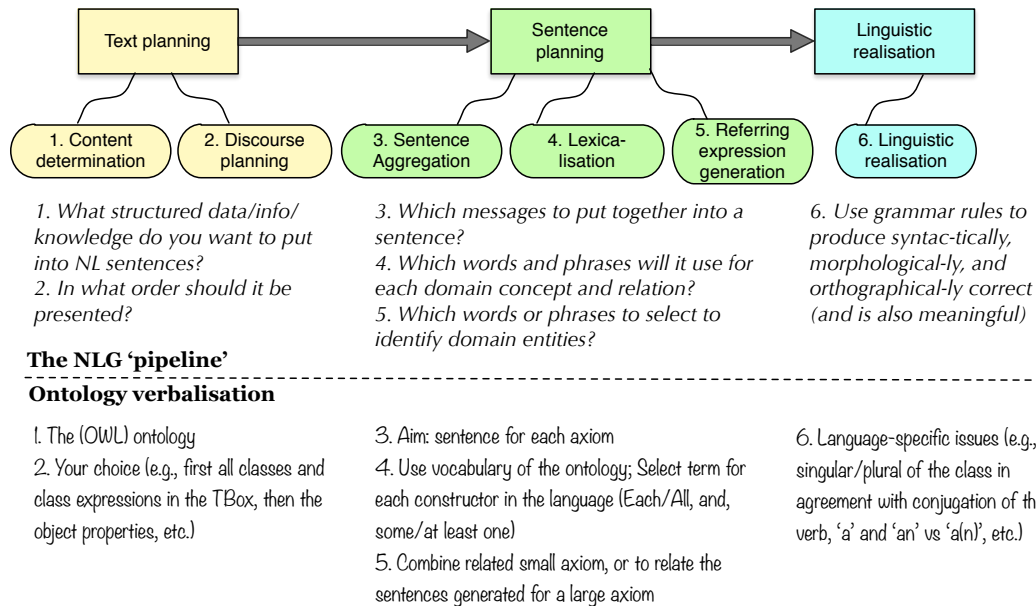 Text planning
Sentence
planning
Linguistic
realisation
1. Content
determination
2. Discourse
planning
3. Sentence
Aggregation
4. Lexica-
lisation
5. Referring
expression
generation
6. Linguistic
realisation
1. What structured data/info/
knowledge do you want to put
into NL sentences?
2. In what order should it be
presented?
3. Which messages to put together into a
sentence?
4. Which words and phrases will it use for
each domain concept and relation?
5. Which words or phrases to select to
identify domain entities?
6. Use grammar rules to
produce syntac-tically,
morphological-ly, and
orthographical-ly correct
(and is also meaningful)
The NLG ‘pipeline’
Ontology verbalisation
1. The (OWL) ontology
2. Your choice (e.g., first all classes and
class expressions in the TBox, then the
object properties, etc.)
3. Aim: sentence for each axiom
4. Use vocabulary of the ontology; Select term for
each constructor in the language (Each/All, and,
some/at least one)
5. Combine related small axiom, or to relate the
sentences generated for a large axiom
6. Language-specific issues (e.g.,
singular/plural of the class in
agreement with conjugation of th
verb, ‘a’ and ‘an’ vs ‘a(n)’, etc.)